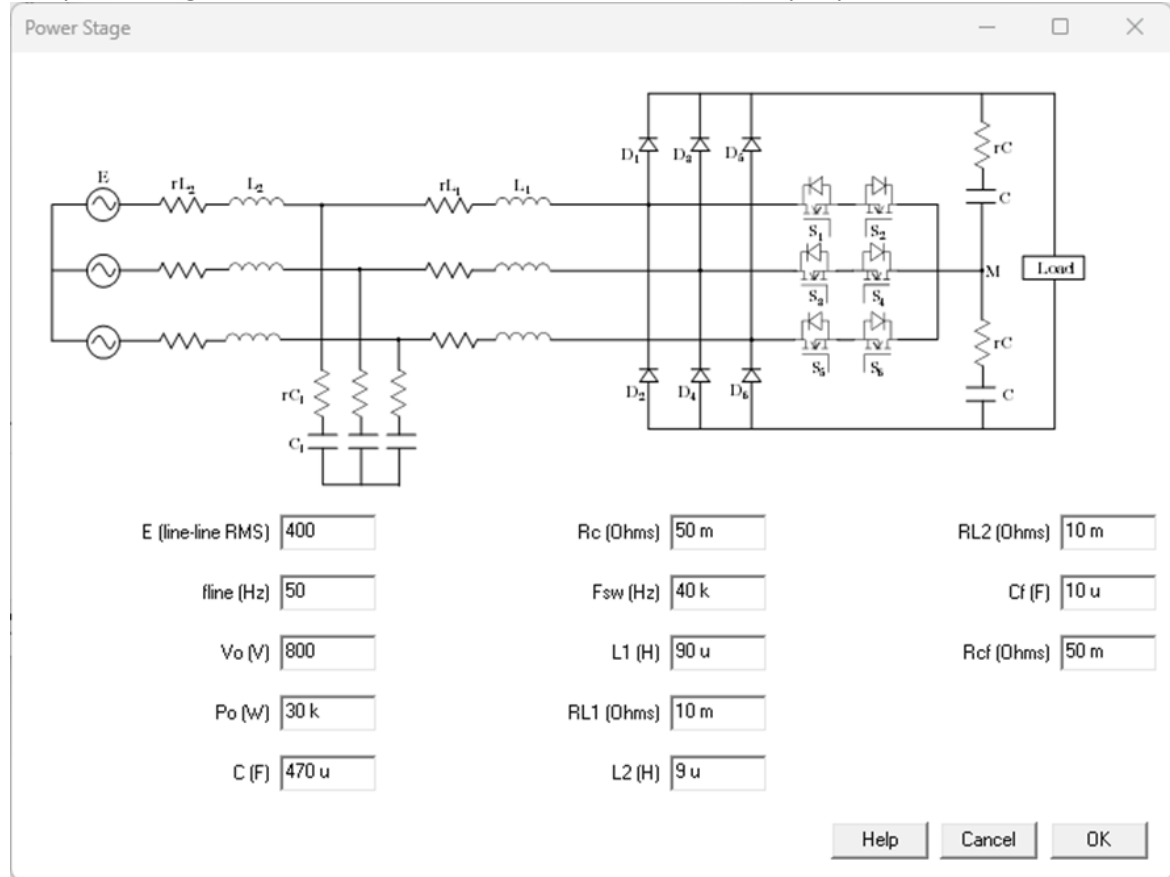 Power Stage
E
rL2
L2
rL1
L1
D1
D3
D5
S1
S2
S3
S4
S5
S6
rC
C
M
Load
rC
C
rC1
C1
D2
D4
D6
E (line-line RMS) 400
Rc (Ohms) 50 m
RL2 (Ohms) 10 m
fline (Hz) 50
Fsw (Hz) 40 k
Cf (F) 10 u
Vo (V) 800
L1 (H) 90 u
Rcf (Ohms) 50 m
Po (W) 30 k
RL1 (Ohms) 10 m
C (F) 470 u
L2 (H) 9 u
Help
Cancel
OK